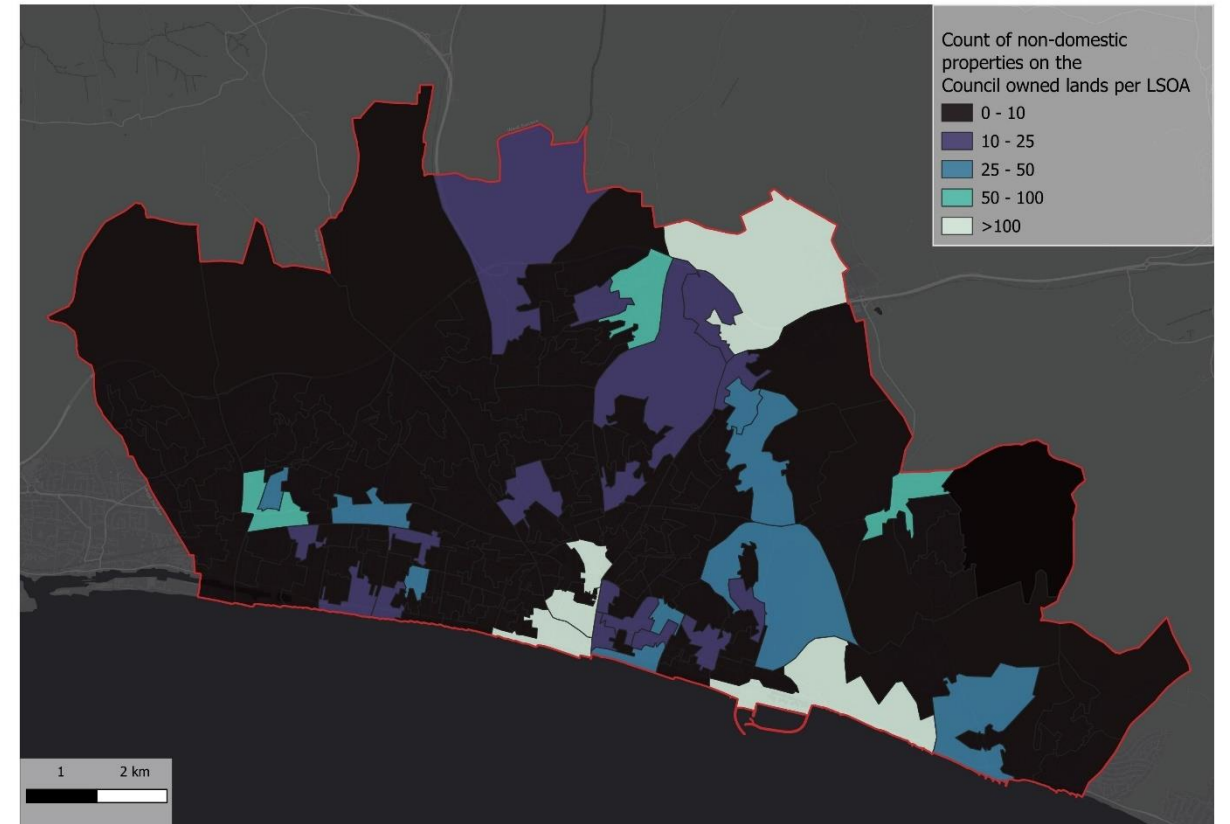 Count of non-domestic
properties on the
Council owned lands per LSOA
0 - 10
10 - 25
25 - 50
50 - 100
>100
1 2 km